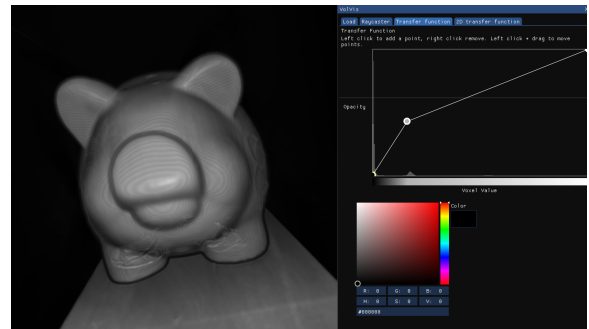 VolVis
Load Raycaster Transfer function 2D transfer function
Transfer Function
Left click to add a point, right click remove. Left click + drag to move
points.
Opacity
Voxel Value
Color
R: 0 G: 0 B: 0
H: 0 S: 0 V: 0
#000000